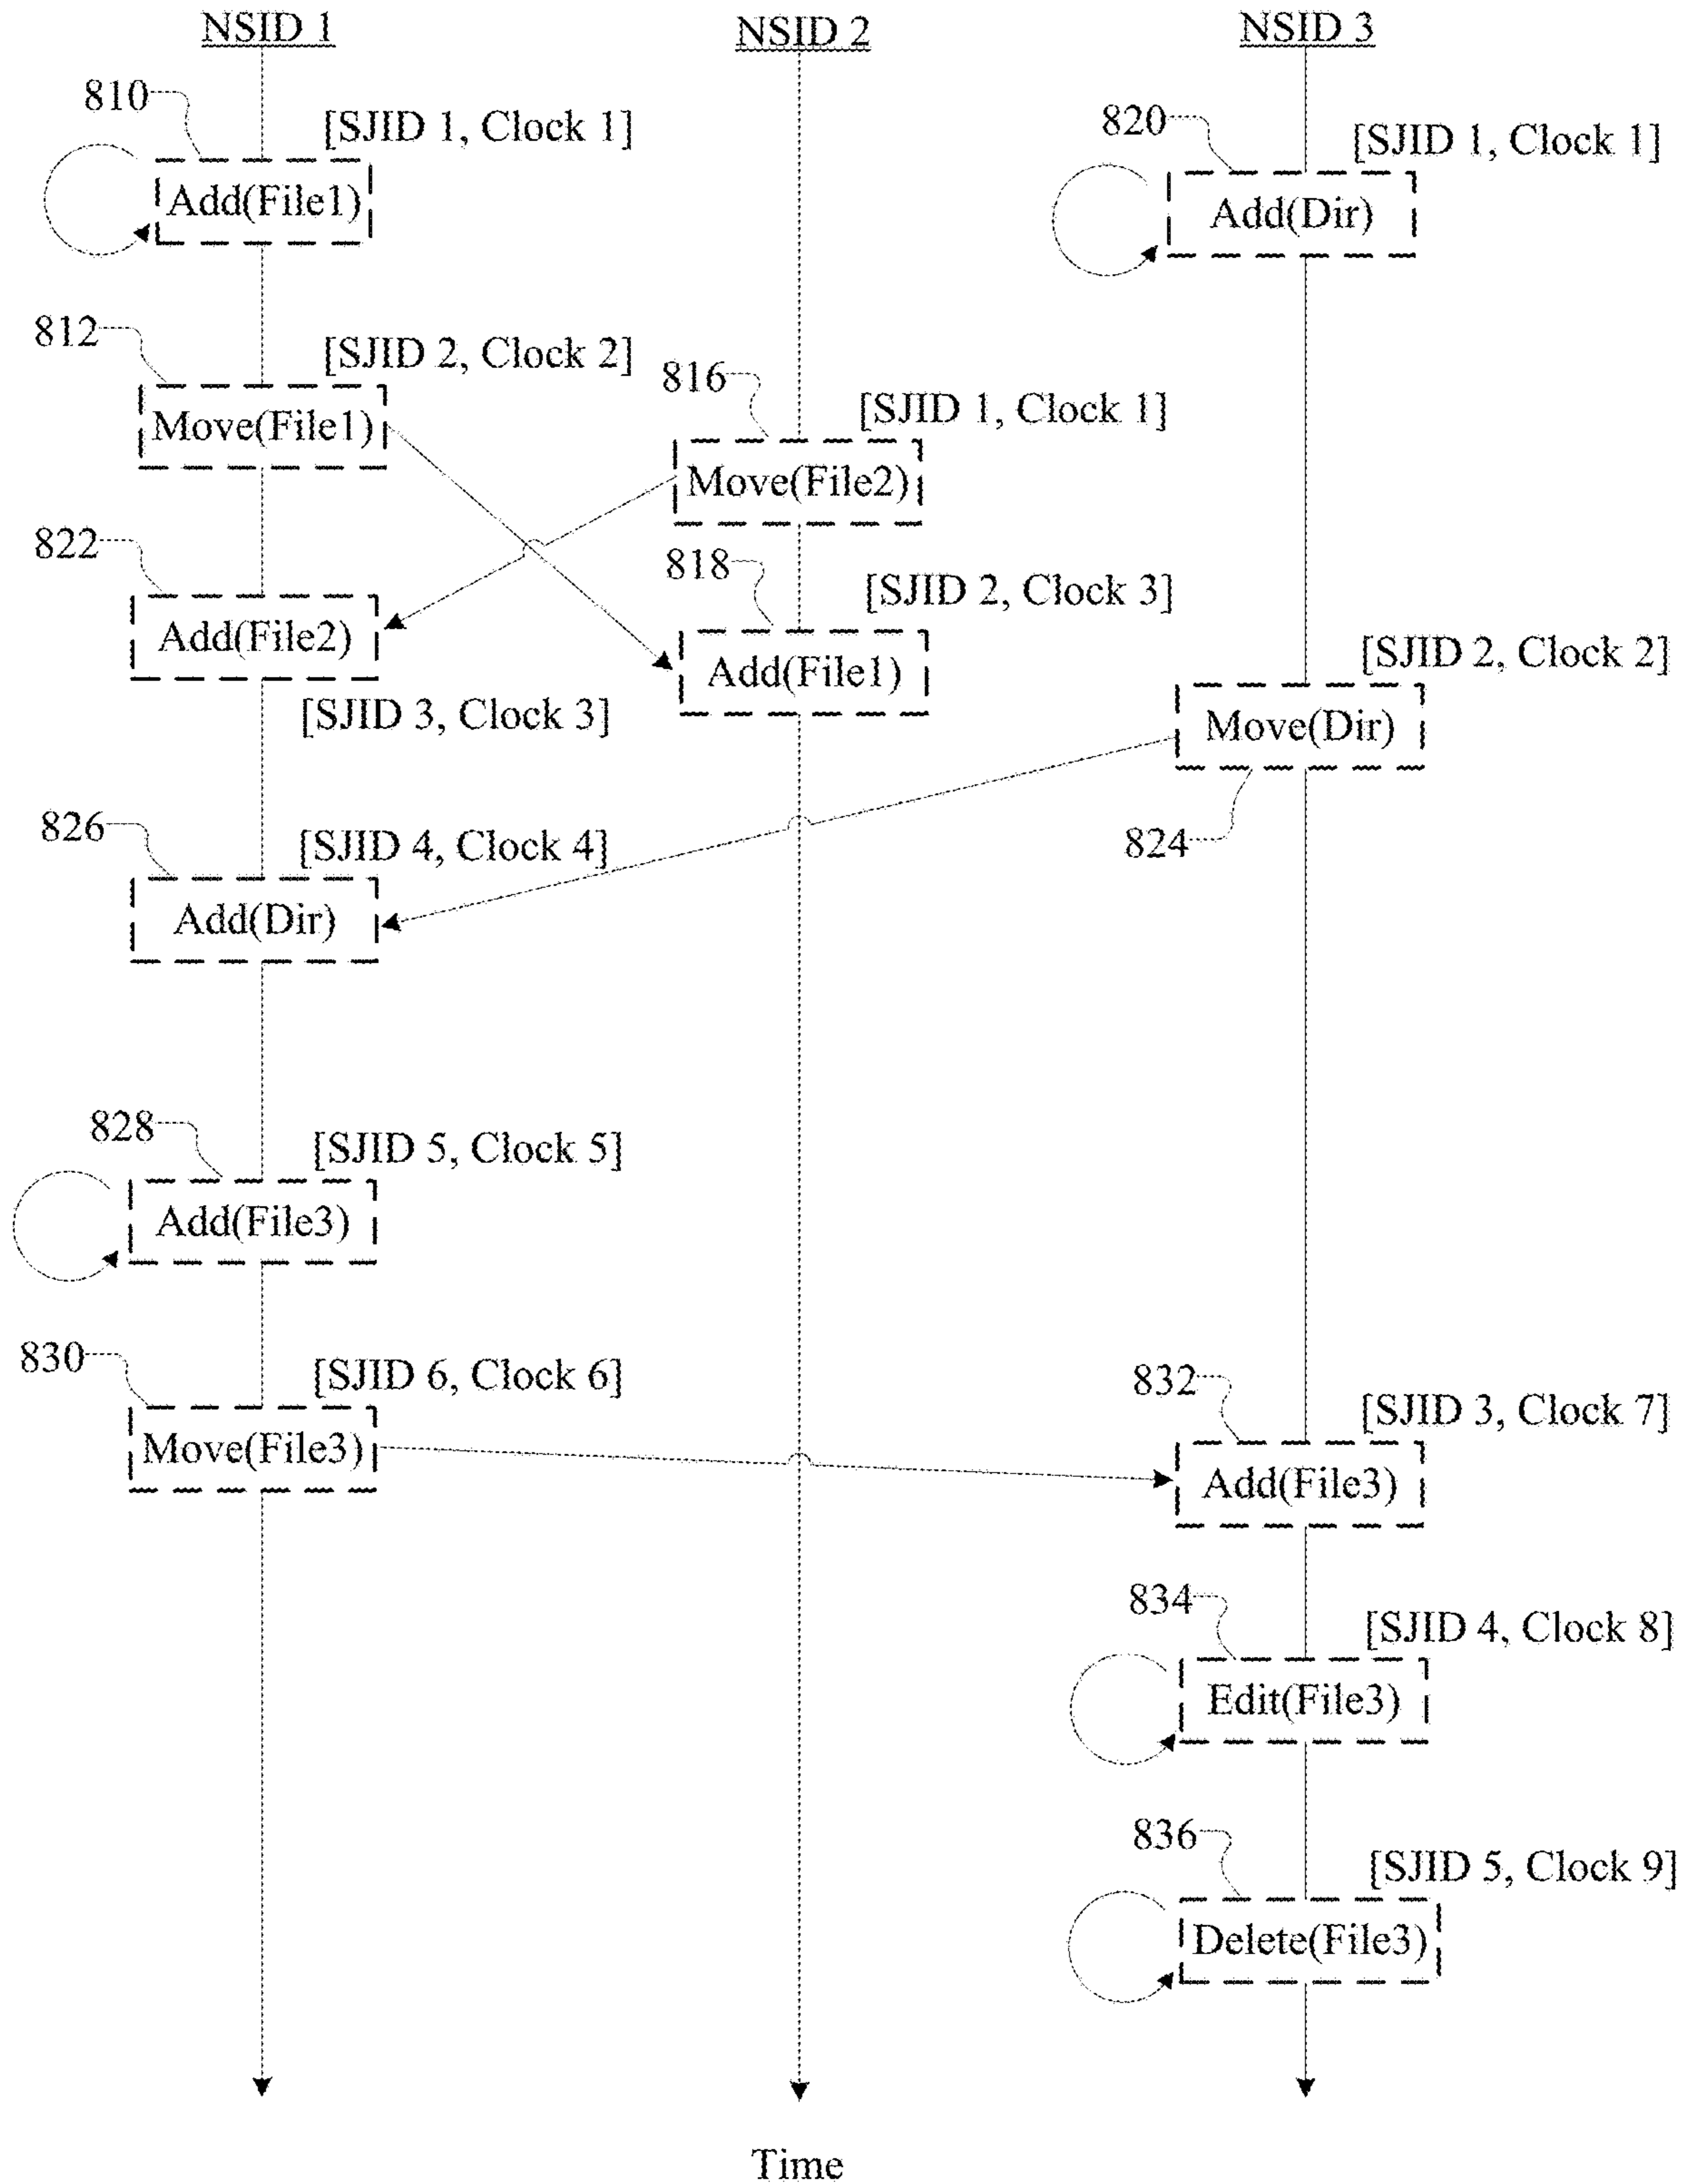 NSID 1
NSID 2
NSID 3
810
[SJID 1, Clock 1]
Add(File1)
820
[SJID 1, Clock 1]
Add(Dir)
812
[SJID 2, Clock 2]
Move(File1)
816
[SJID 1, Clock 1]
Move(File2)
822
Add(File2)
[SJID 3, Clock 3]
818
[SJID 2, Clock 3]
Add(File1)
[SJID 2, Clock 2]
Move(Dir)
824
826
[SJID 4, Clock 4]
Add(Dir)
828
[SJID 5, Clock 5]
Add(File3)
830
[SJID 6, Clock 6]
Move(File3)
832
[SJID 3, Clock 7]
Add(File3)
834
[SJID 4, Clock 8]
Edit(File3)
836
[SJID 5, Clock 9]
Delete(File3)
Time